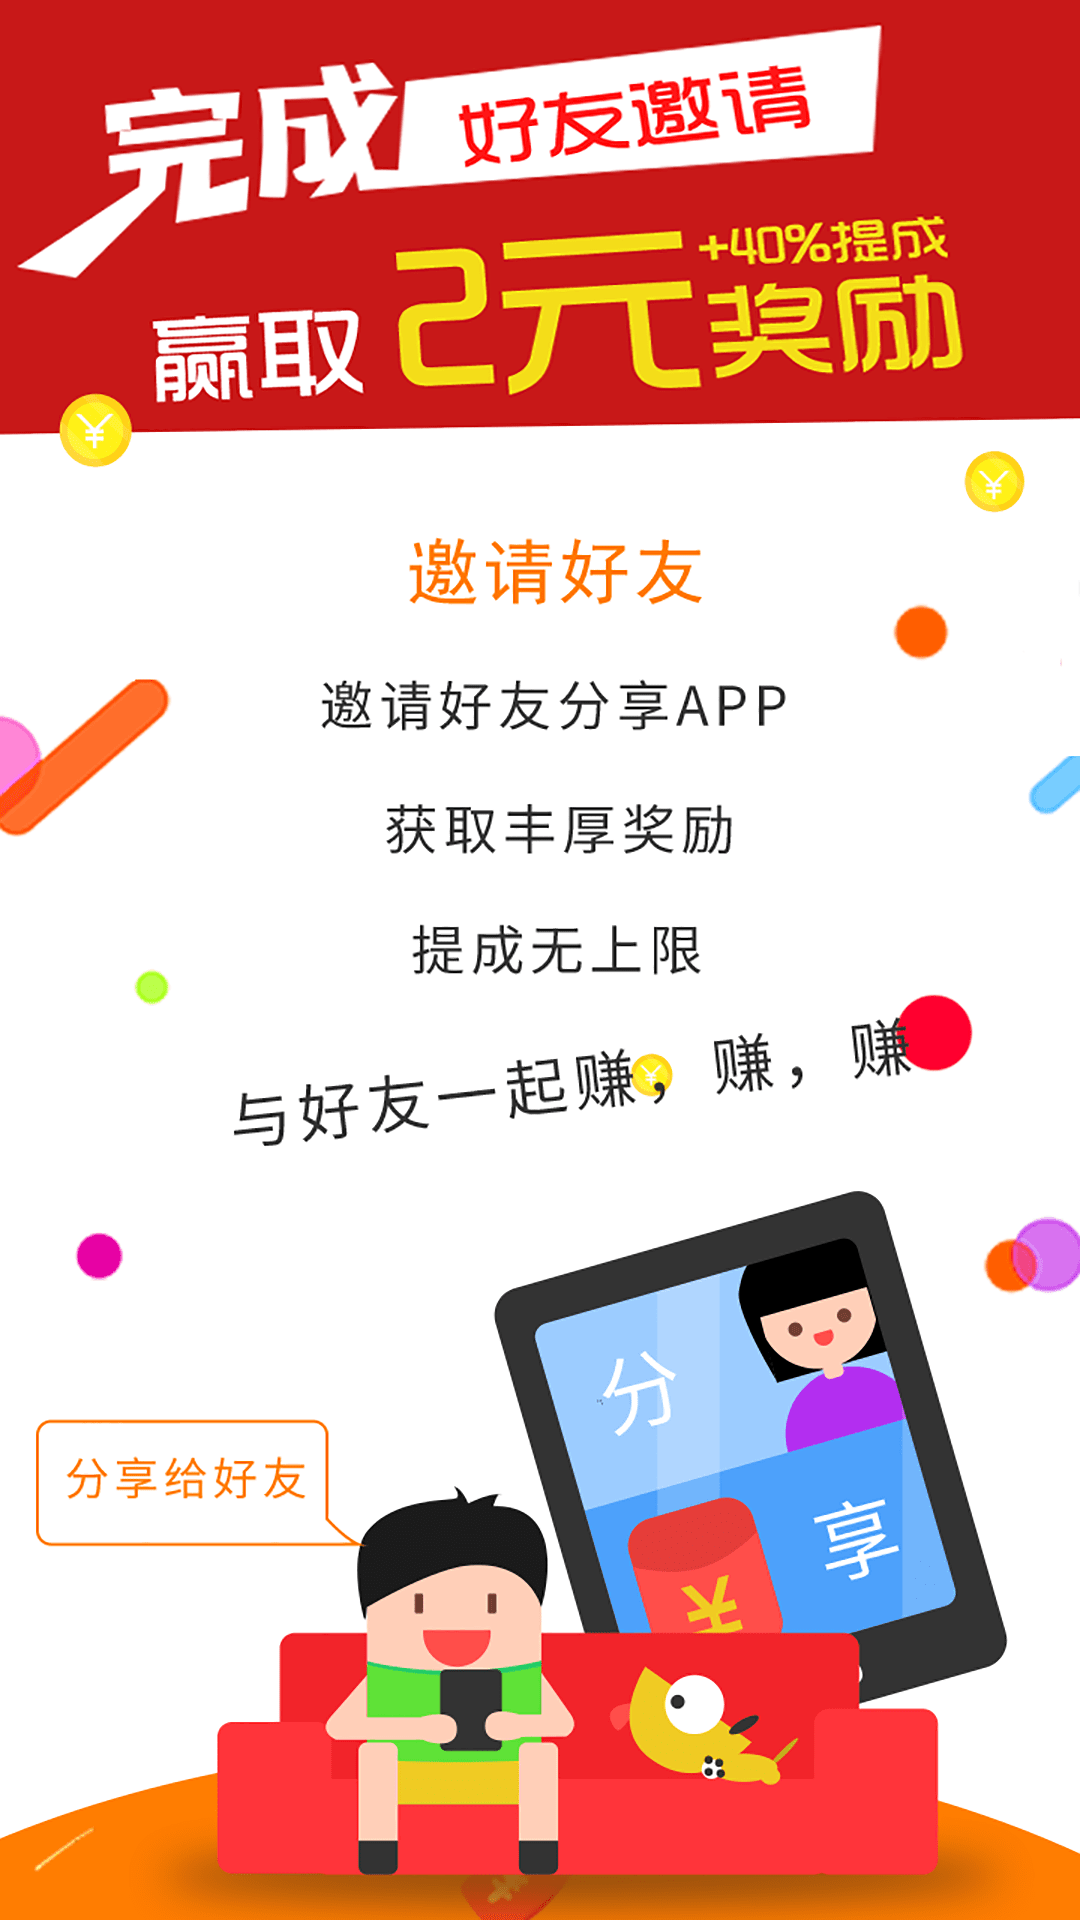 完成 好友邀请
赢取 2元 +40%提成 奖励
邀请好友
邀请好友分享APP
获取丰厚奖励
提成无上限
与好友一起赚，赚，赚
分
享
分享给好友